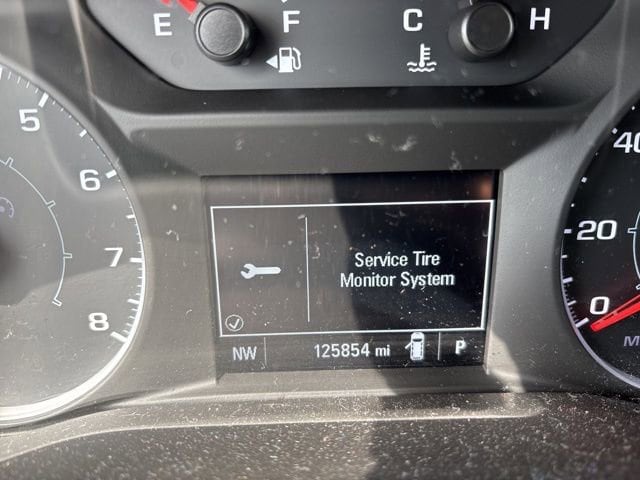 E F C H
5
6
7
8
Service Tire
Monitor System
NW 125854 mi P
40
20
0
M